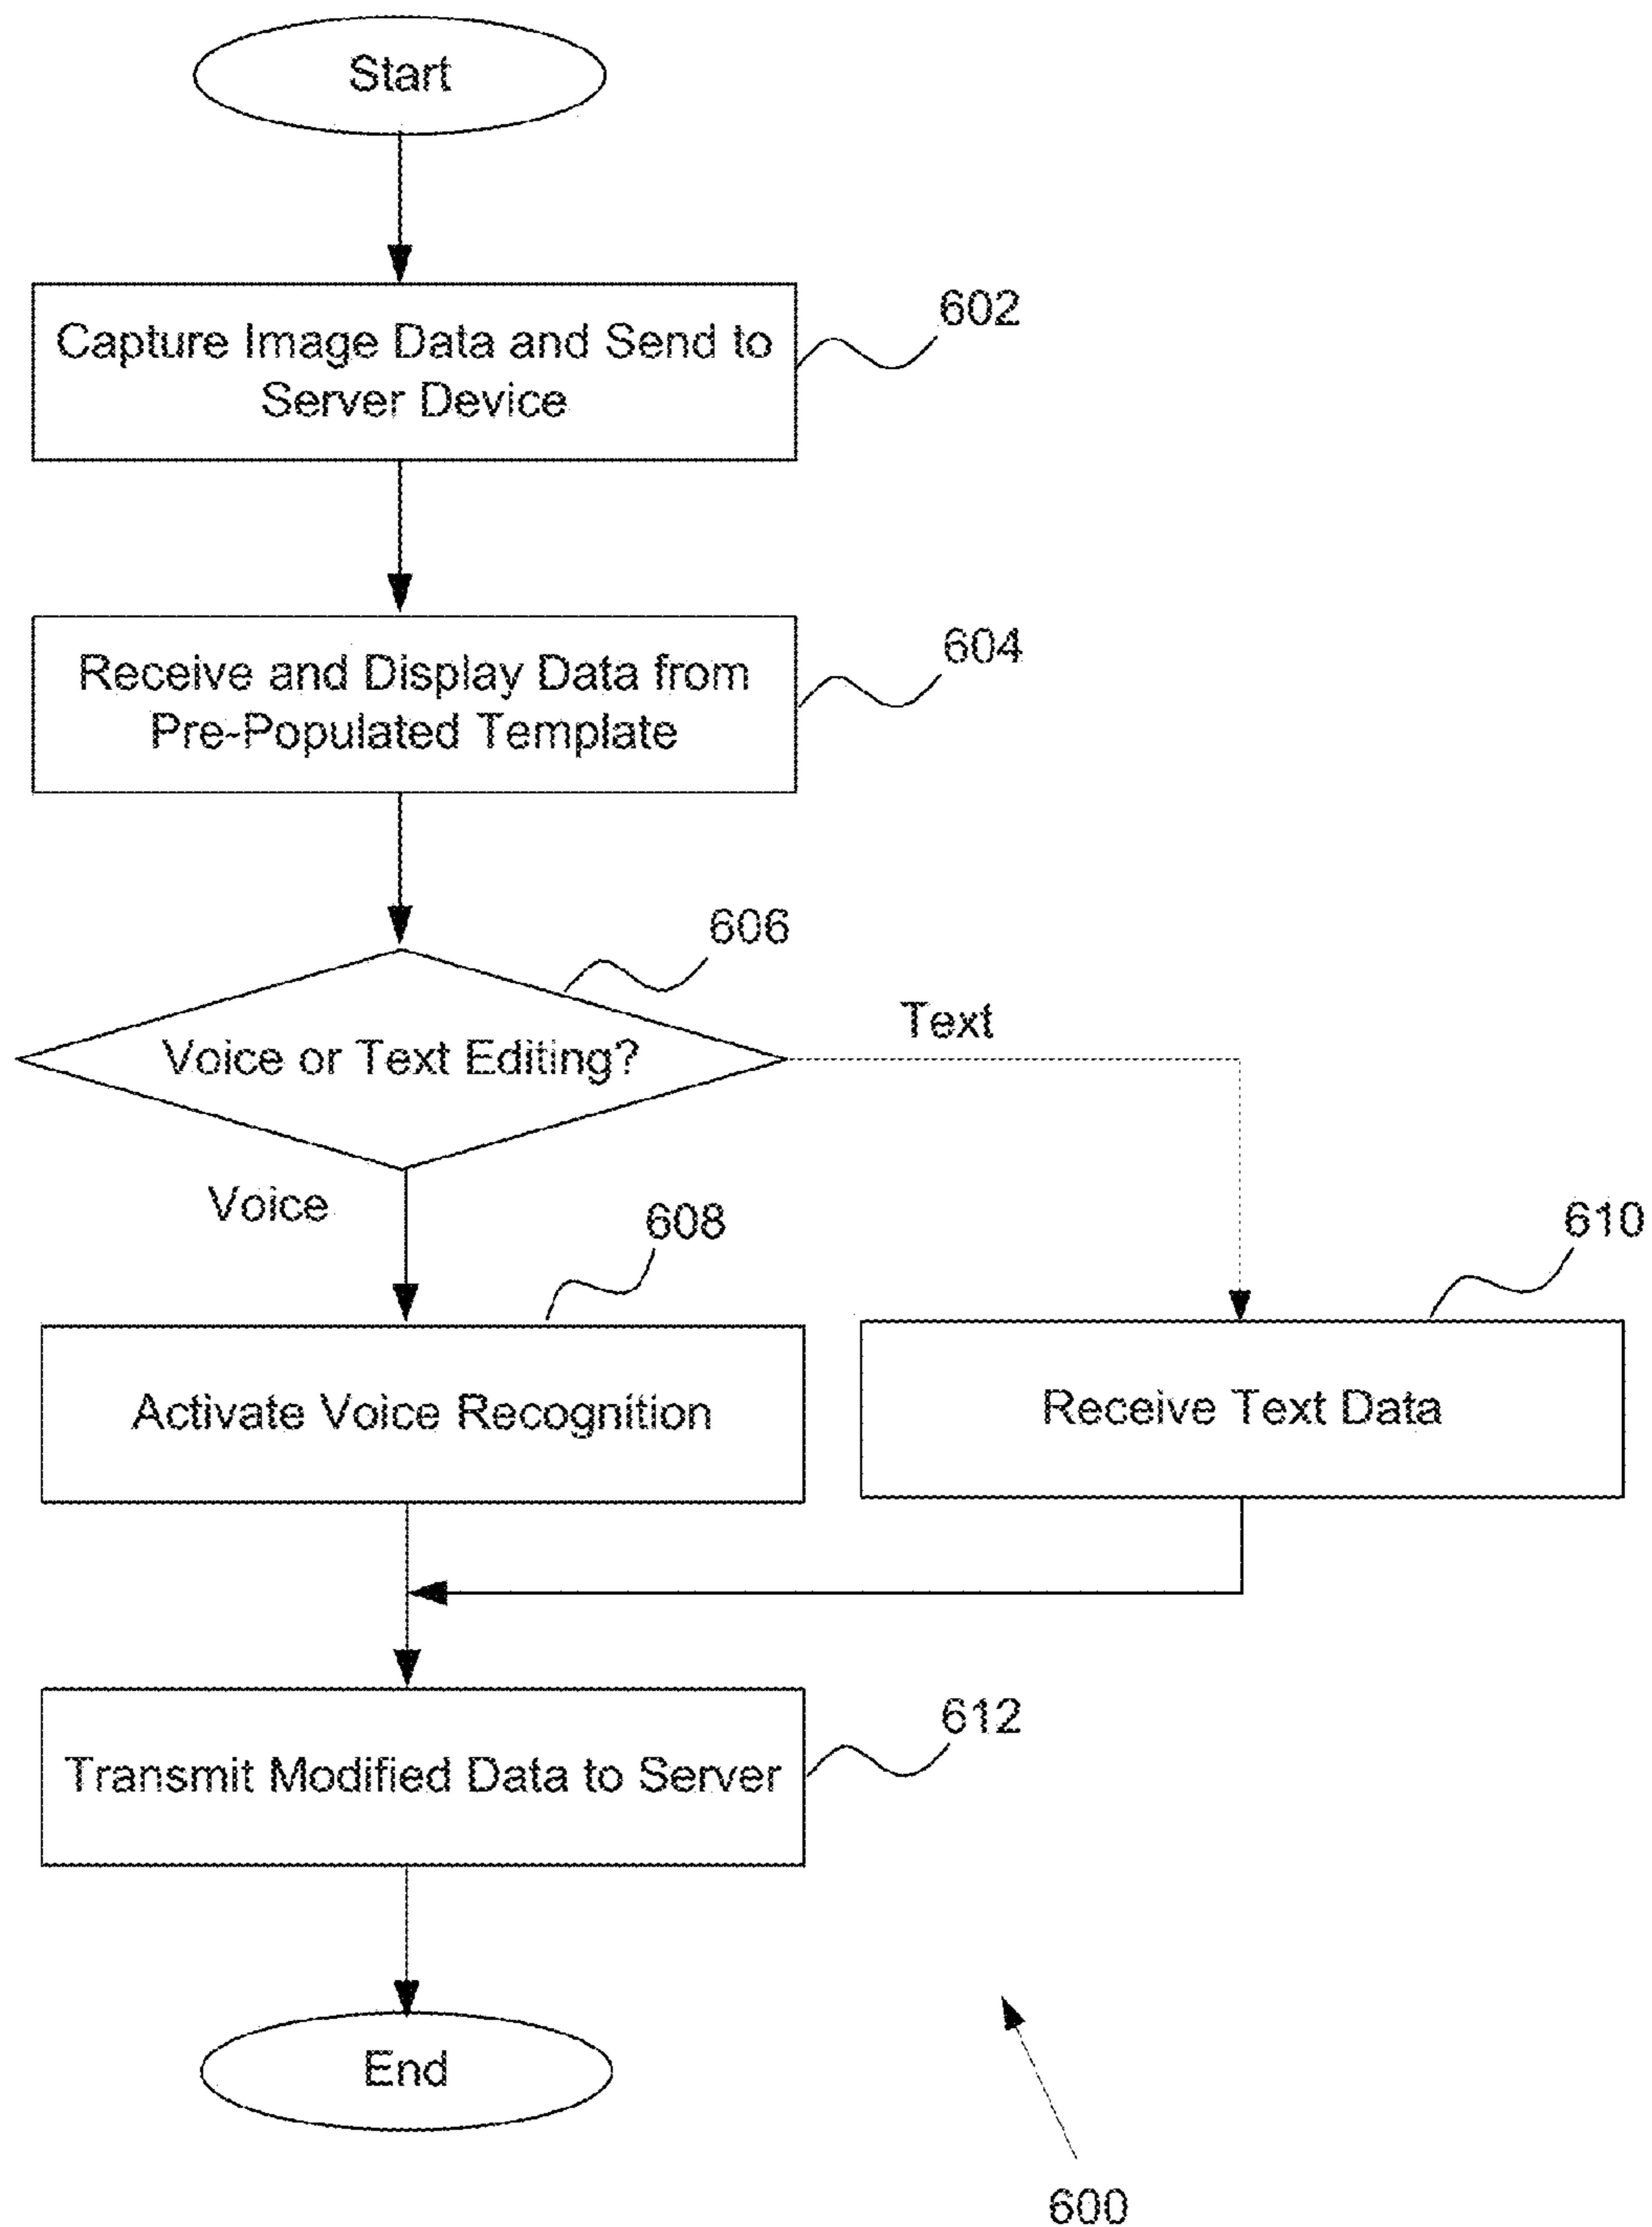 Start
602
Capture Image Data and Send to
Server Device
604
Receive and Display Data from
Pre-Populated Template
606
Text
Voice or Text Editing?
Voice
608
610
Activate Voice Recognition
Receive Text Data
612
Transmit Modified Data to Server
End
600